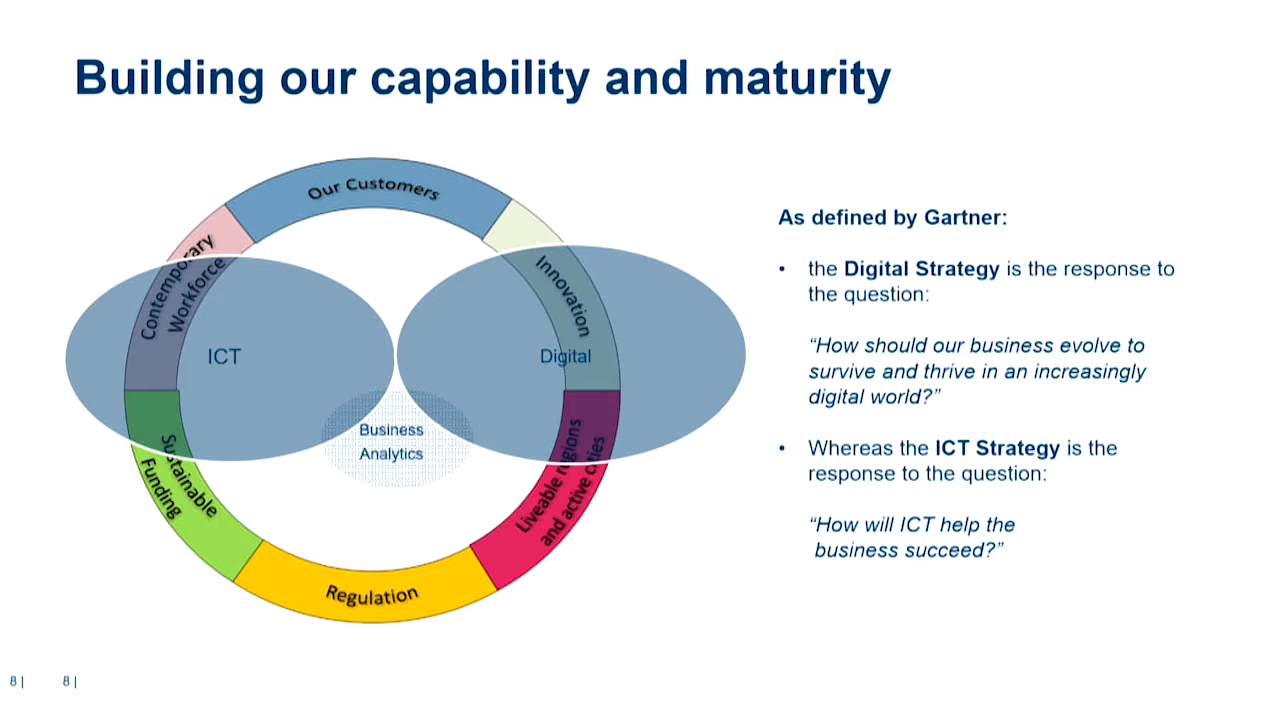 Building our capability and maturity
Our Customers
Contemporary
Workforce
Innovation
ICT
Digital
Business
Analytics
Sustainable
Funding
Liveable regions
and active cities
Regulation
As defined by Gartner:
• the Digital Strategy is the response to
the question:
“How should our business evolve to
survive and thrive in an increasingly
digital world?”
• Whereas the ICT Strategy is the
response to the question:
“How will ICT help the
business succeed?”
8 | 8 |